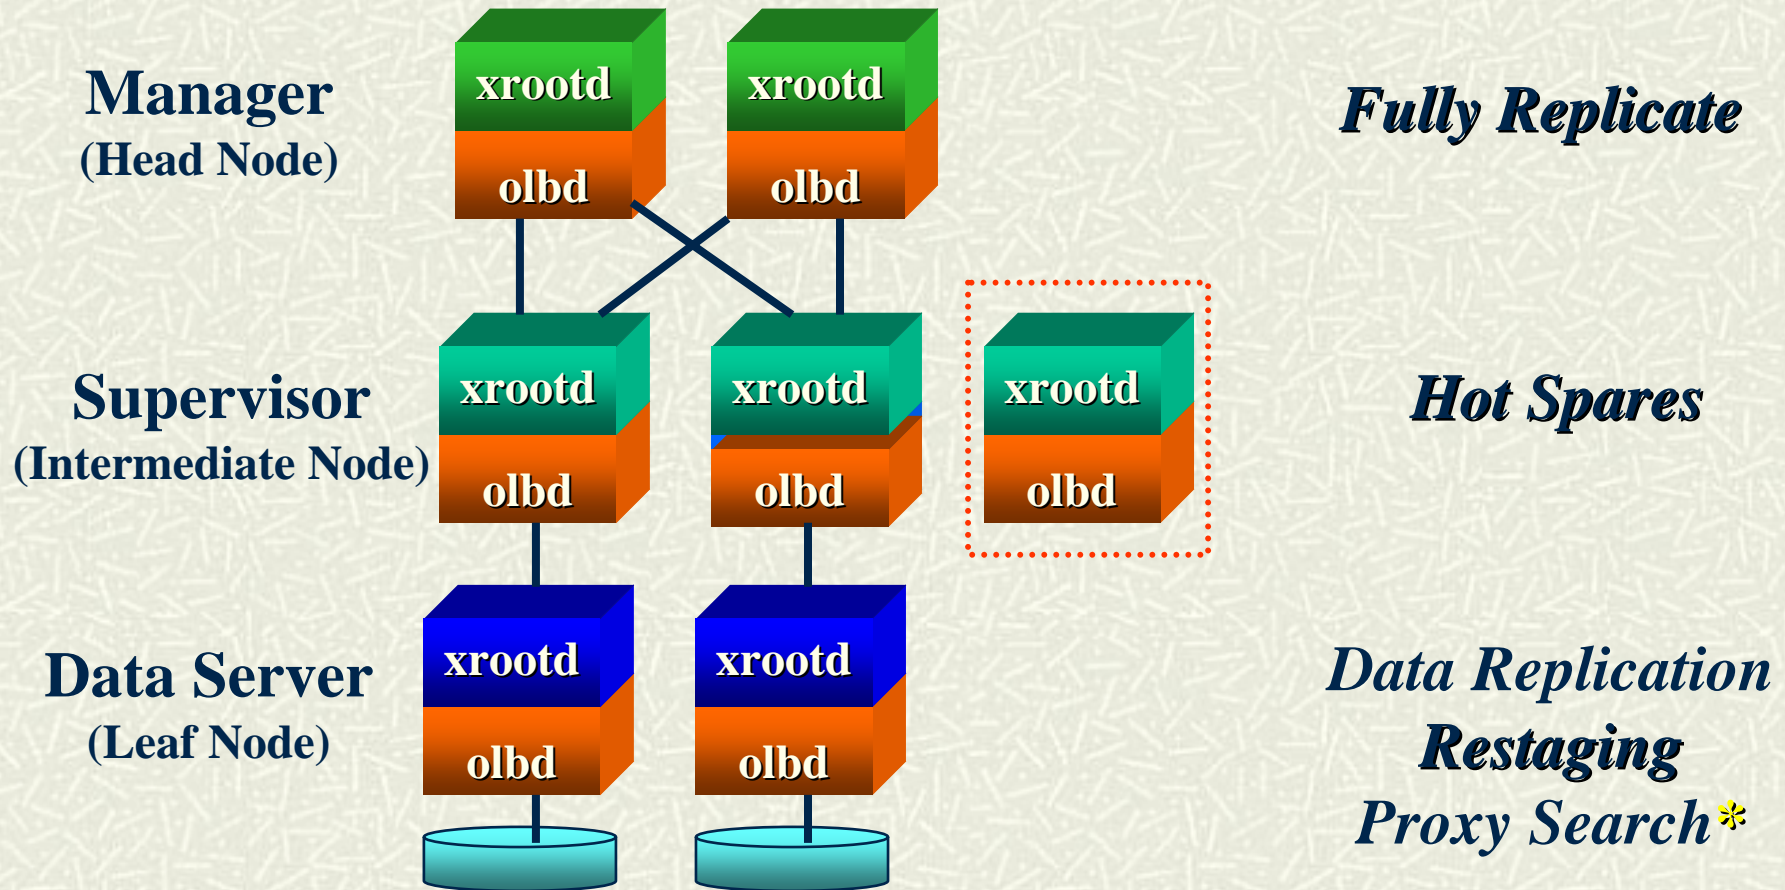 Manager
(Head Node)
xrootd
olbd
xrootd
olbd
Fully Replicate
Supervisor
(Intermediate Node)
xrootd
olbd
xrootd
olbd
xrootd
olbd
Hot Spares
Data Server
(Leaf Node)
xrootd
olbd
xrootd
olbd
Data Replication
Restaging
Proxy Search*